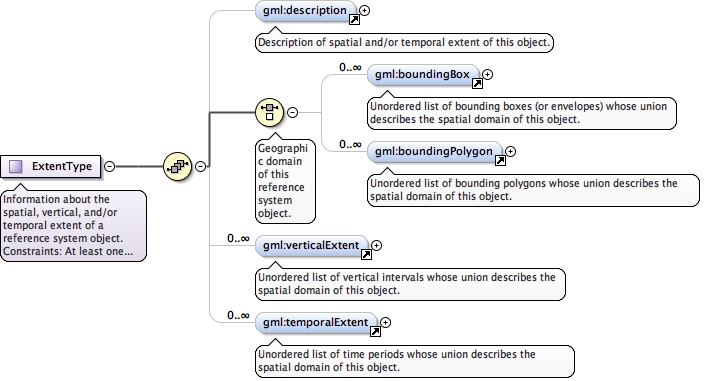 gml:description
Description of spatial and/or temporal extent of this object.
0..∞
gml:boundingBox
Unordered list of bounding boxes (or envelopes) whose union
describes the spatial domain of this object.
0..∞
gml:boundingPolygon
Unordered list of bounding polygons whose union describes the
spatial domain of this object.
Geographi
c domain
of this
reference
system
object.
ExtentType
Information about the
spatial, vertical, and/or
temporal extent of a
reference system object.
Constraints: At least one...
0..∞
gml:verticalExtent
Unordered list of vertical intervals whose union describes the
spatial domain of this object.
0..∞
gml:temporalExtent
Unordered list of time periods whose union describes the
spatial domain of this object.